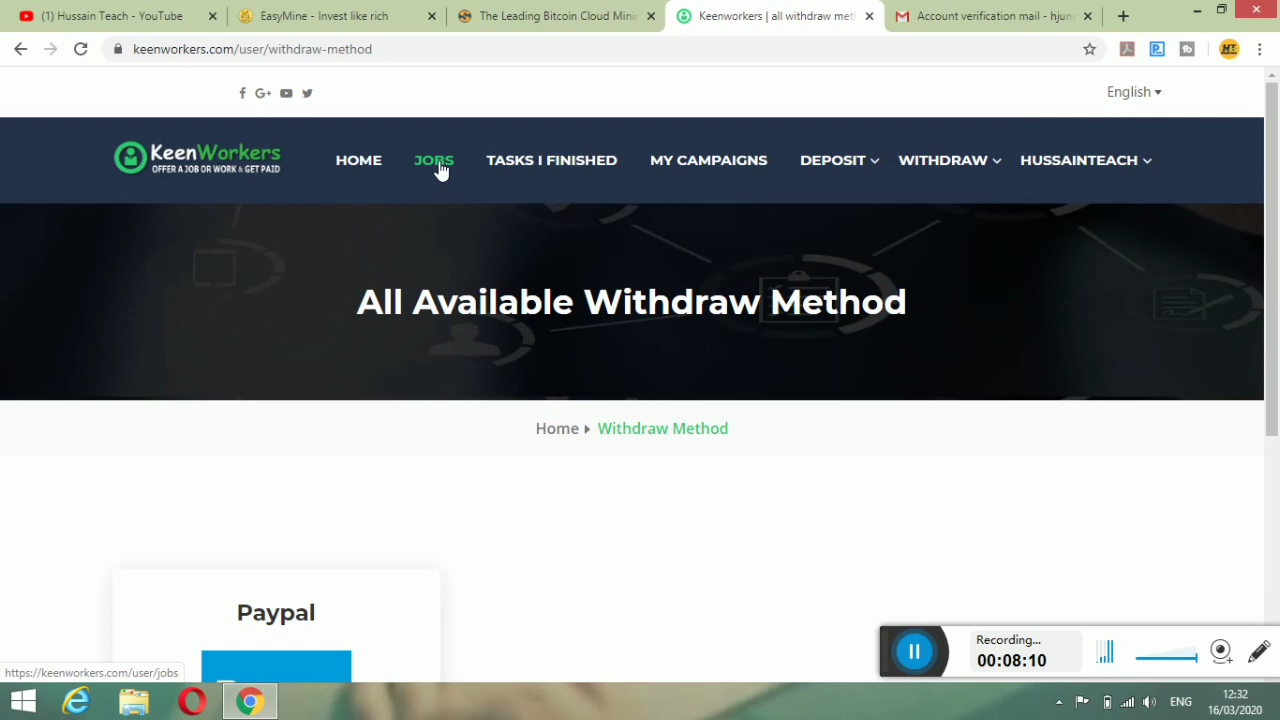 (1) Hussain Teach - YouTube
EasyMine - Invest like rich
The Leading Bitcoin Cloud Mini
Keenworkers | all withdraw met
Account verification mail - hjun
keenworkers.com/user/withdraw-method
English
KeenWorkers
OFFER A JOB OR WORK & GET PAID
HOME
JOBS
TASKS I FINISHED
MY CAMPAIGNS
DEPOSIT
WITHDRAW
HUSSAINTEACH
All Available Withdraw Method
Home
Withdraw Method
Paypal
Recording...
00:08:10
https://keenworkers.com/user/jobs
ENG
12:32
16/03/2020